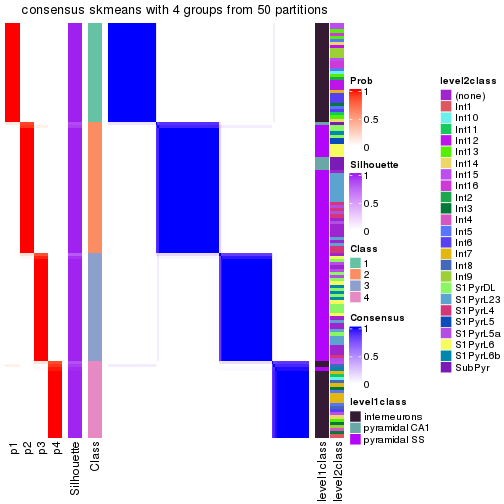 consensus skmeans with 4 groups from 50 partitions
p1
p2
p3
p4
Silhouette
Class
level1class
level2class
Prob
1
0.5
0
Silhouette
1
0.5
0
Class
1
2
3
4
Consensus
1
0.5
0
level1class
interneurons
pyramidal CA1
pyramidal SS
level2class
(none)
Int1
Int10
Int11
Int12
Int13
Int14
Int15
Int16
Int2
Int3
Int4
Int5
Int6
Int7
Int8
Int9
S1PyrDL
S1PyrL23
S1PyrL4
S1PyrL5
S1PyrL5a
S1PyrL6
S1PyrL6b
SubPyr